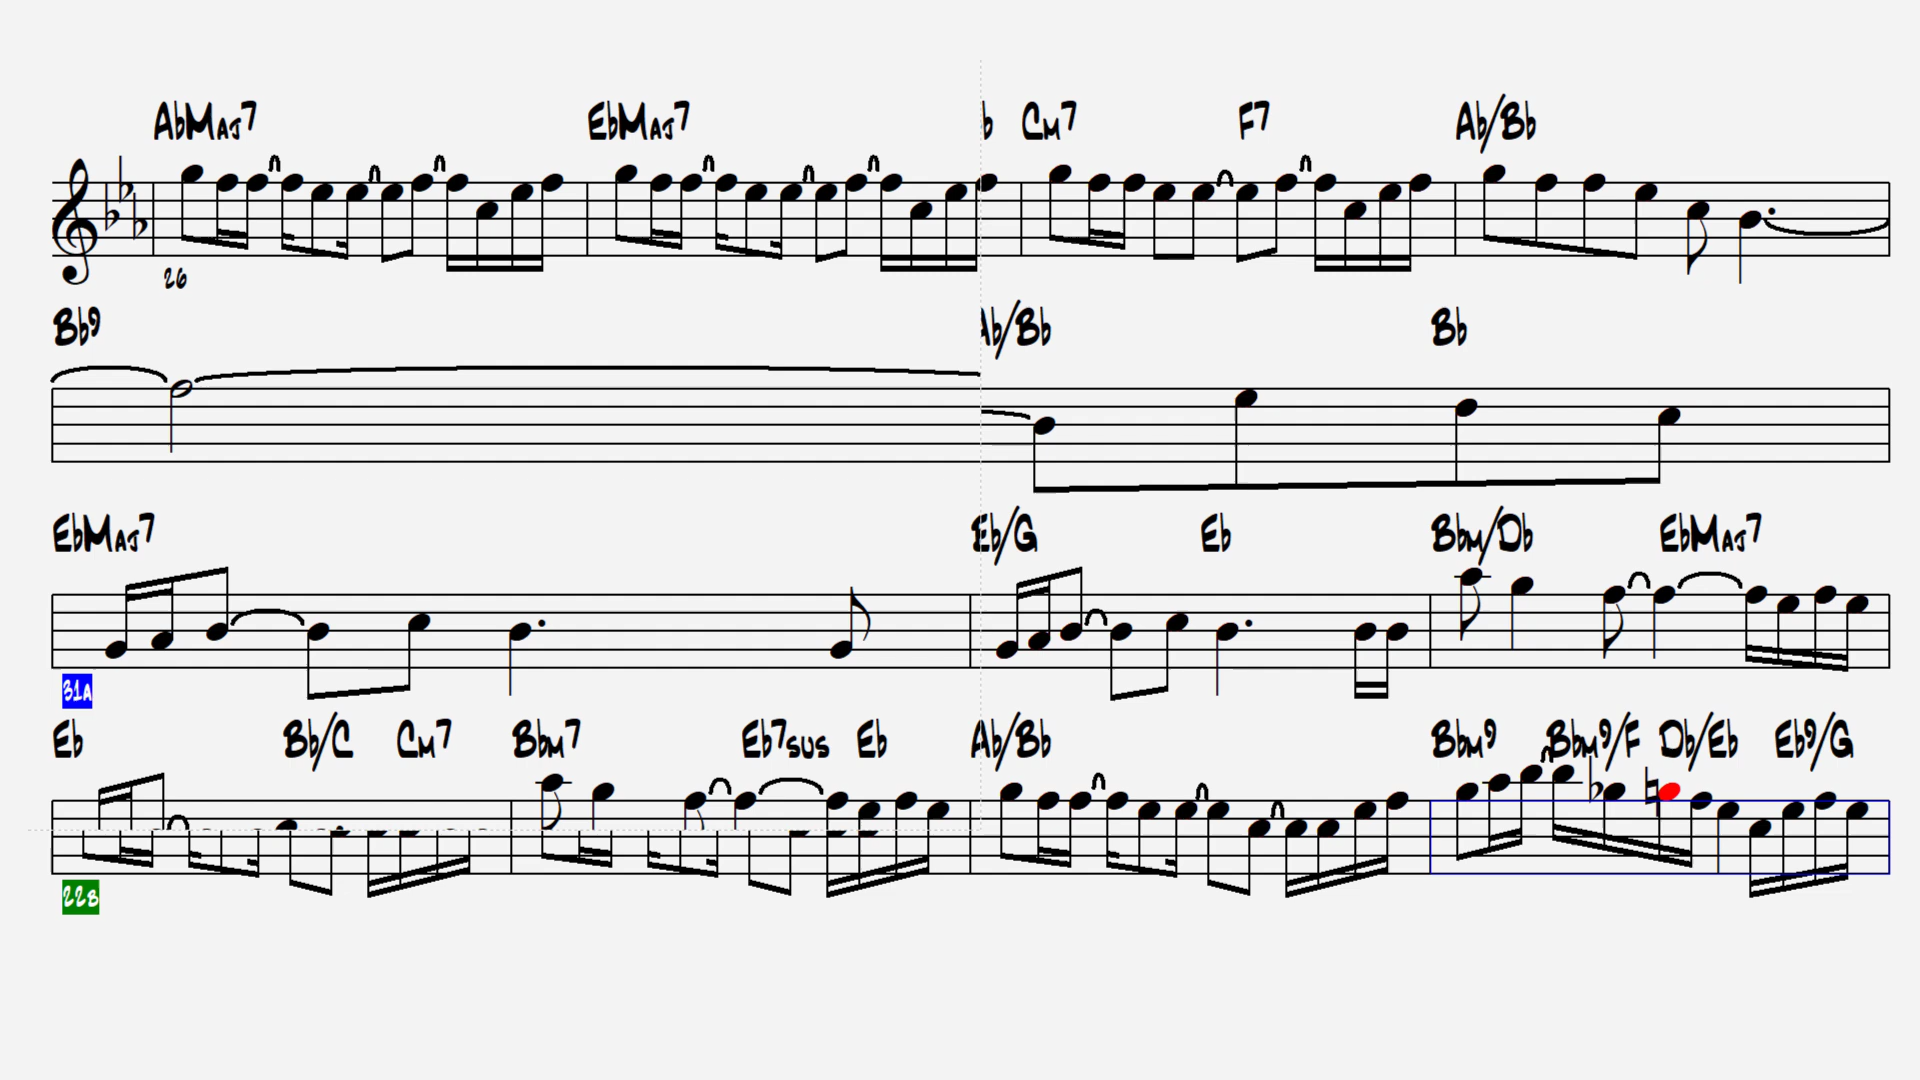 AbMaj7 EbMaj7 b Cm7 F7 Ab/Bb
26
Bb9 Ab/Bb Bb
EbMaj7 Eb/G Eb Bbm/Db EbMaj7
31A
Eb Bb/C Cm7 Bbm7 Eb7sus Eb Ab/Bb Bbm9 Bbm9/F Db/Eb Eb9/G
22B